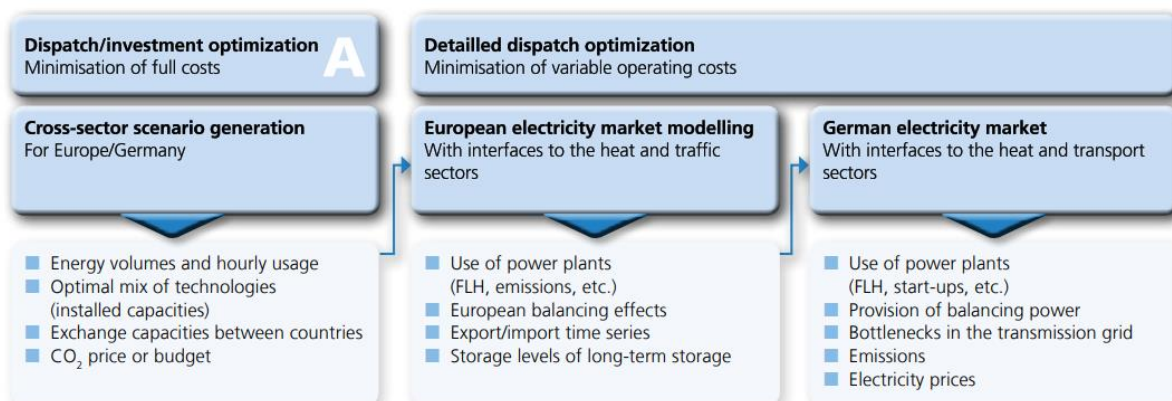 Dispatch/investment optimization
Minimisation of full costs
A
Detailled dispatch optimization
Minimisation of variable operating costs
Cross-sector scenario generation
For Europe/Germany
Energy volumes and hourly usage
Optimal mix of technologies
(installed capacities)
Exchange capacities between countries
CO₂ price or budget
European electricity market modelling
With interfaces to the heat and traffic
sectors
Use of power plants
(FLH, emissions, etc.)
European balancing effects
Export/import time series
Storage levels of long-term storage
German electricity market
With interfaces to the heat and transport
sectors
Use of power plants
(FLH, start-ups, etc.)
Provision of balancing power
Bottlenecks in the transmission grid
Emissions
Electricity prices